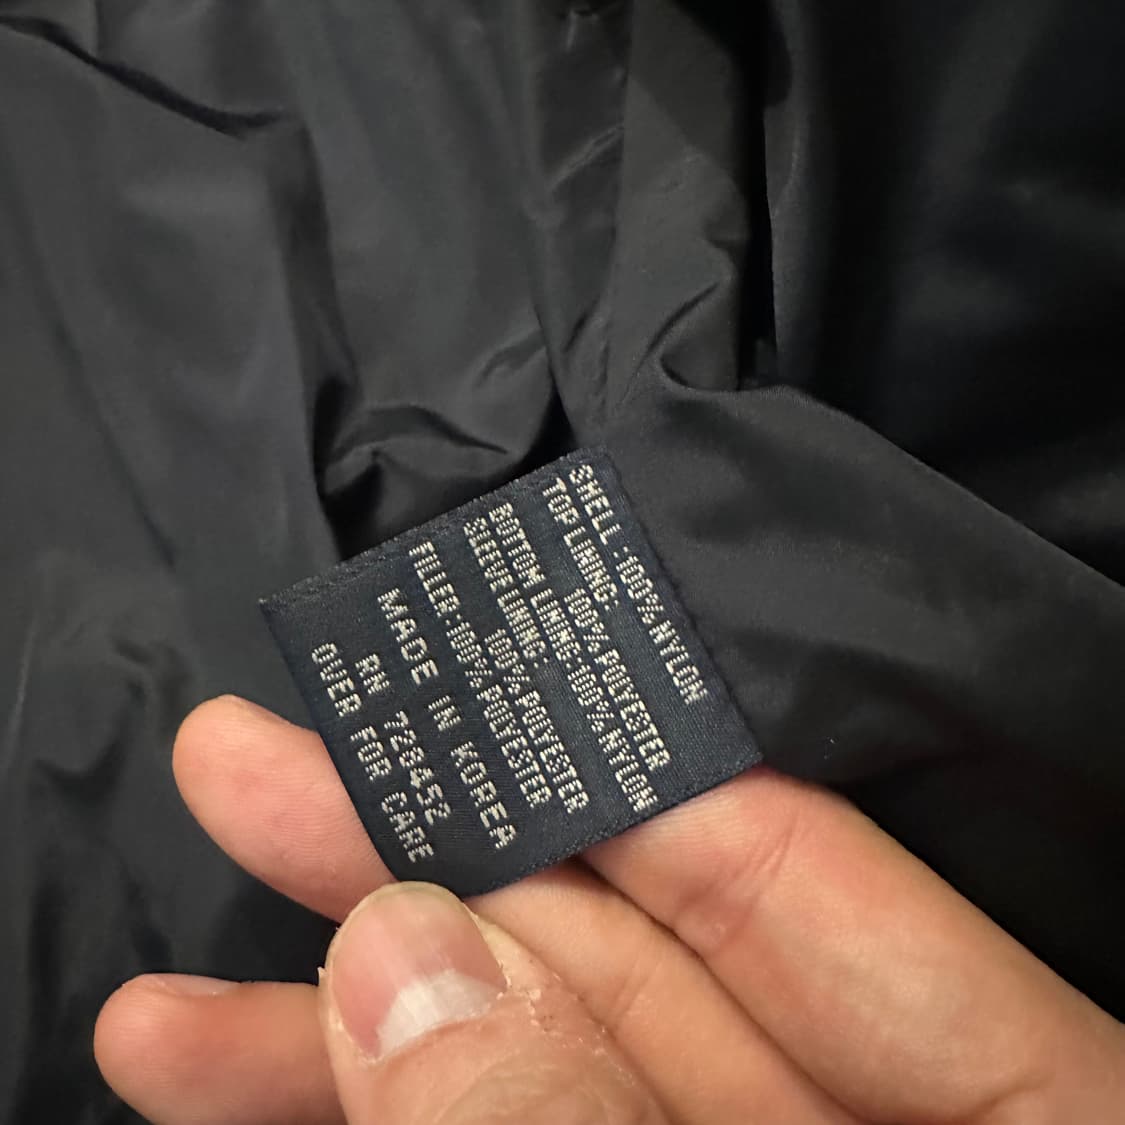 SHELL:100% NYLON
TOP LINING:
100% POLYESTER
BOTTOM LINING:100% NYLON
SLEEVE LINING:
100% POLYESTER
FILLER:100% POLYESTER
MADE IN KOREA
RN 728452
OVER FOR CARE